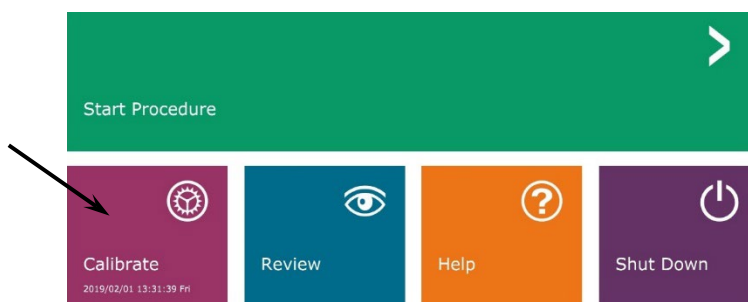 Start Procedure
Calibrate
2019/02/01 13:31:39 Fri
Review
Help
Shut Down